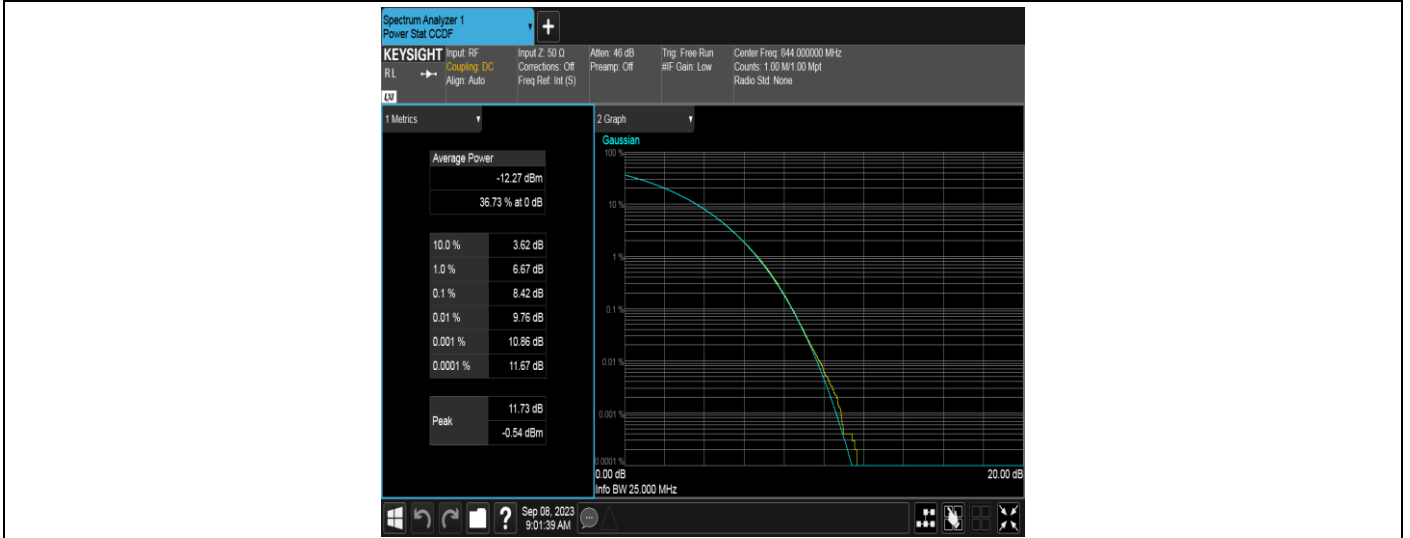 Spectrum Analyzer 1
Power Stat CCDF
+
KEYSIGHT
RL
LXI
Input: RF
Coupling: DC
Align: Auto
Input Z: 50 Ω
Corrections: Off
Freq Ref: Int (S)
Atten: 46 dB
Preamp: Off
Trig: Free Run
#IF Gain: Low
Center Freq: 844.000000 MHz
Counts: 1.00 M/1.00 Mpt
Radio Std: None
1 Metrics
Average Power
-12.27 dBm
36.73 % at 0 dB
10.0 % 3.62 dB
1.0 % 6.67 dB
0.1 % 8.42 dB
0.01 % 9.76 dB
0.001 % 10.86 dB
0.0001 % 11.67 dB
Peak
11.73 dB
-0.54 dBm
2 Graph
Gaussian
100 %
10 %
1 %
0.1 %
0.01 %
0.001 %
0.0001 %
0.00 dB 20.00 dB
Info BW 25.000 MHz
?
Sep 08, 2023
9:01:39 AM